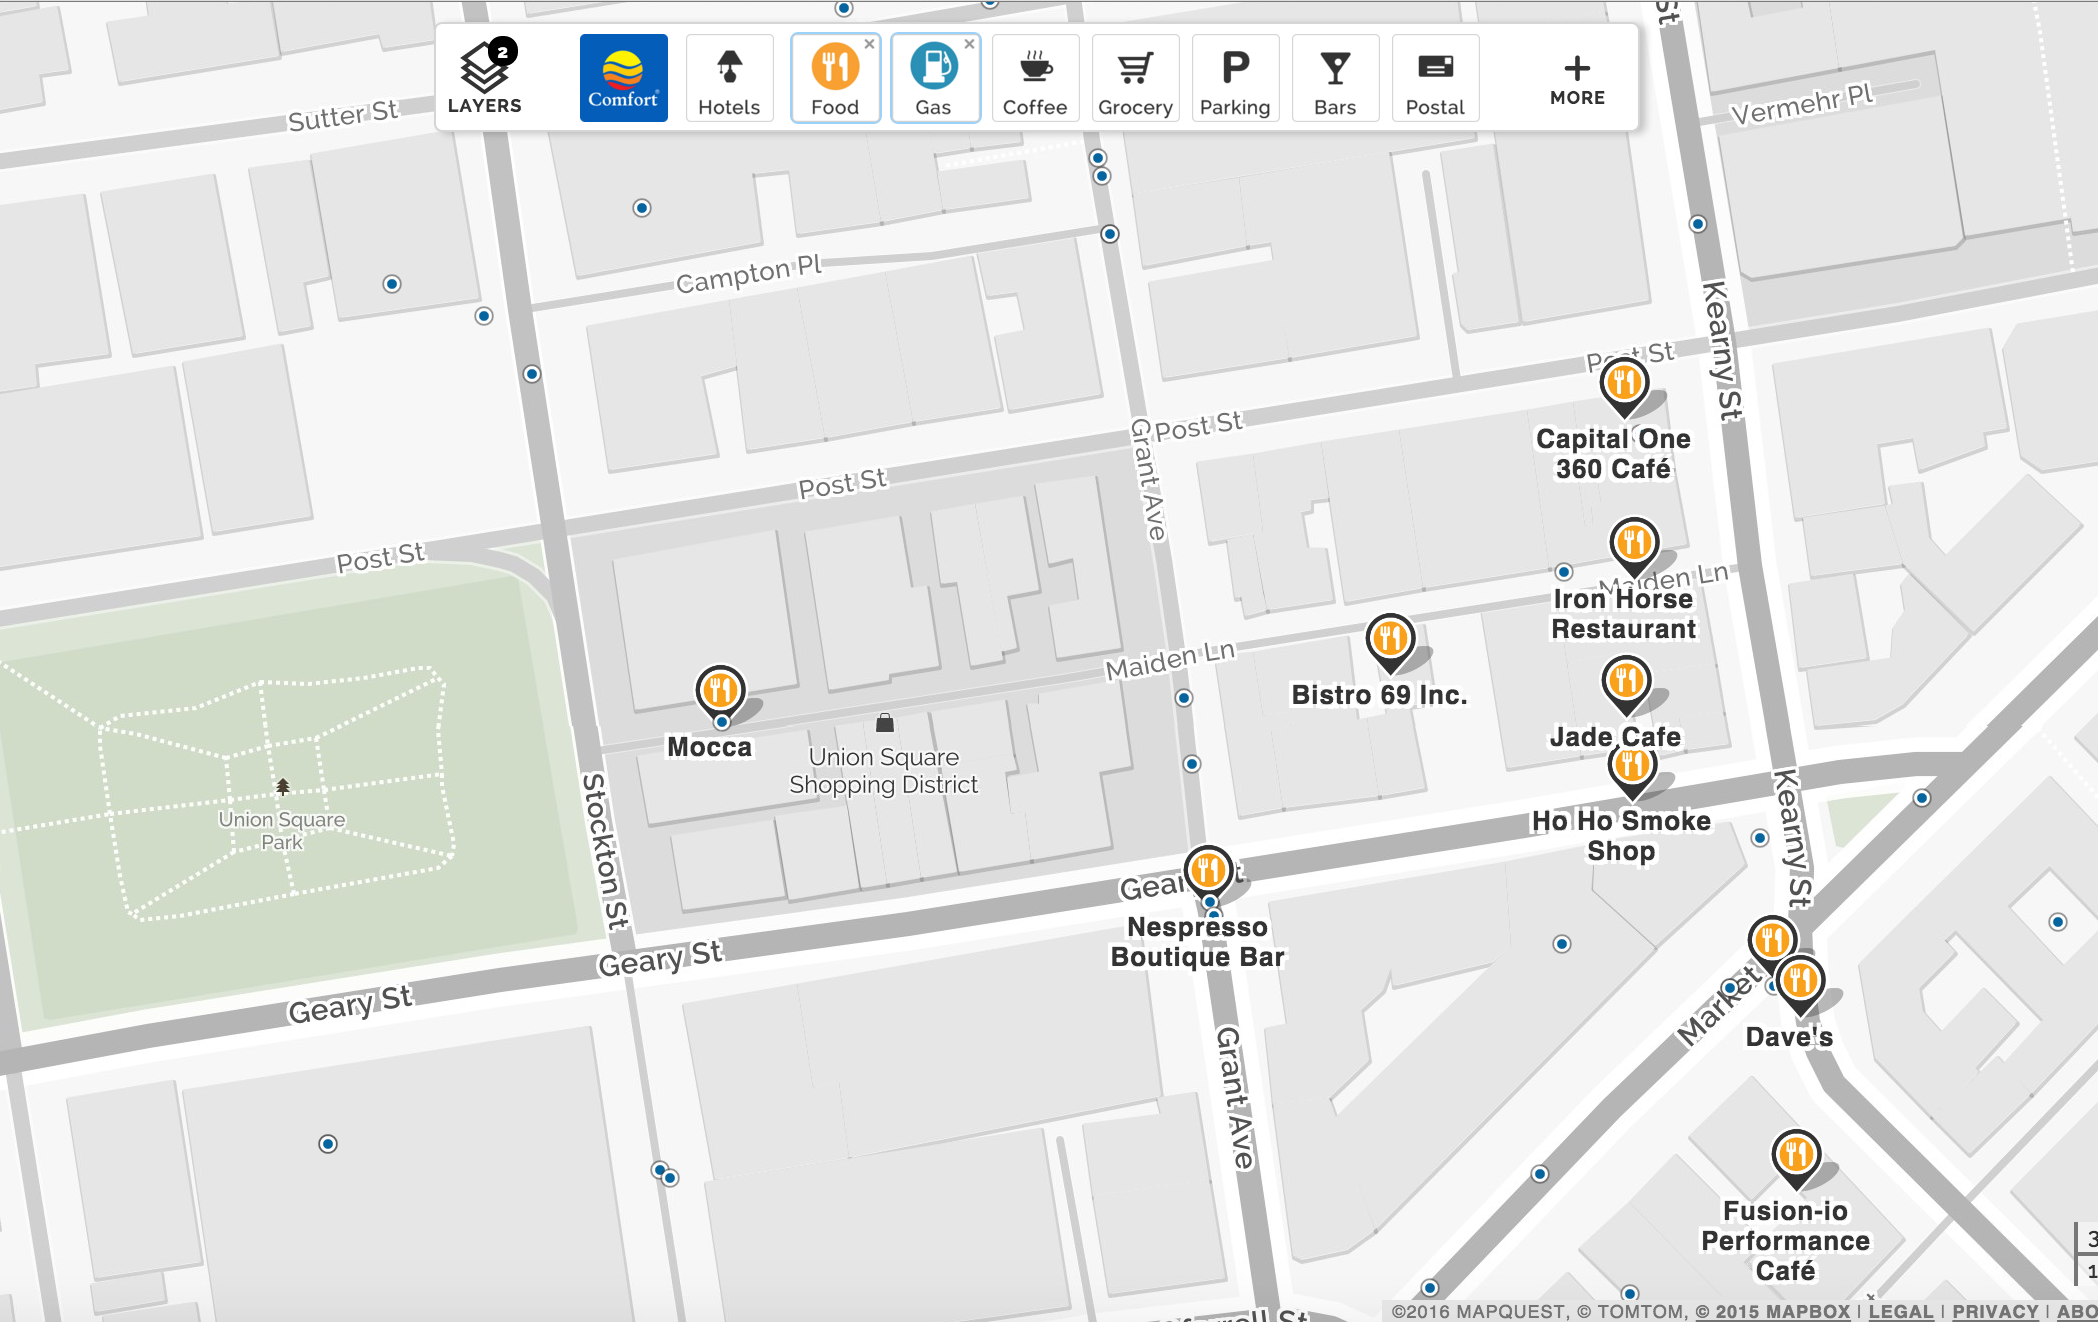 St
2
LAYERS
Comfort
Hotels
Food
Gas
Coffee
Grocery
P
Parking
Bars
Postal
+
MORE
Sutter St
Vermehr Pl
Campton Pl
Kearny St
Post St
Capital One
360 Café
Grant Ave
Post St
Post St
Post St
Maiden Ln
Iron Horse
Restaurant
Maiden Ln
Bistro 69 Inc.
Jade Cafe
Mocca
Union Square
Shopping District
Stockton St
Kearny St
Union Square
Park
Ho Ho Smoke
Shop
Geary St
Nespresso
Boutique Bar
Geary St
Geary St
Market
Dave's
Grant Ave
Fusion-io
Performance
Café
3
1
©2016 MAPQUEST, © TOMTOM, © 2015 MAPBOX | LEGAL | PRIVACY | ABO